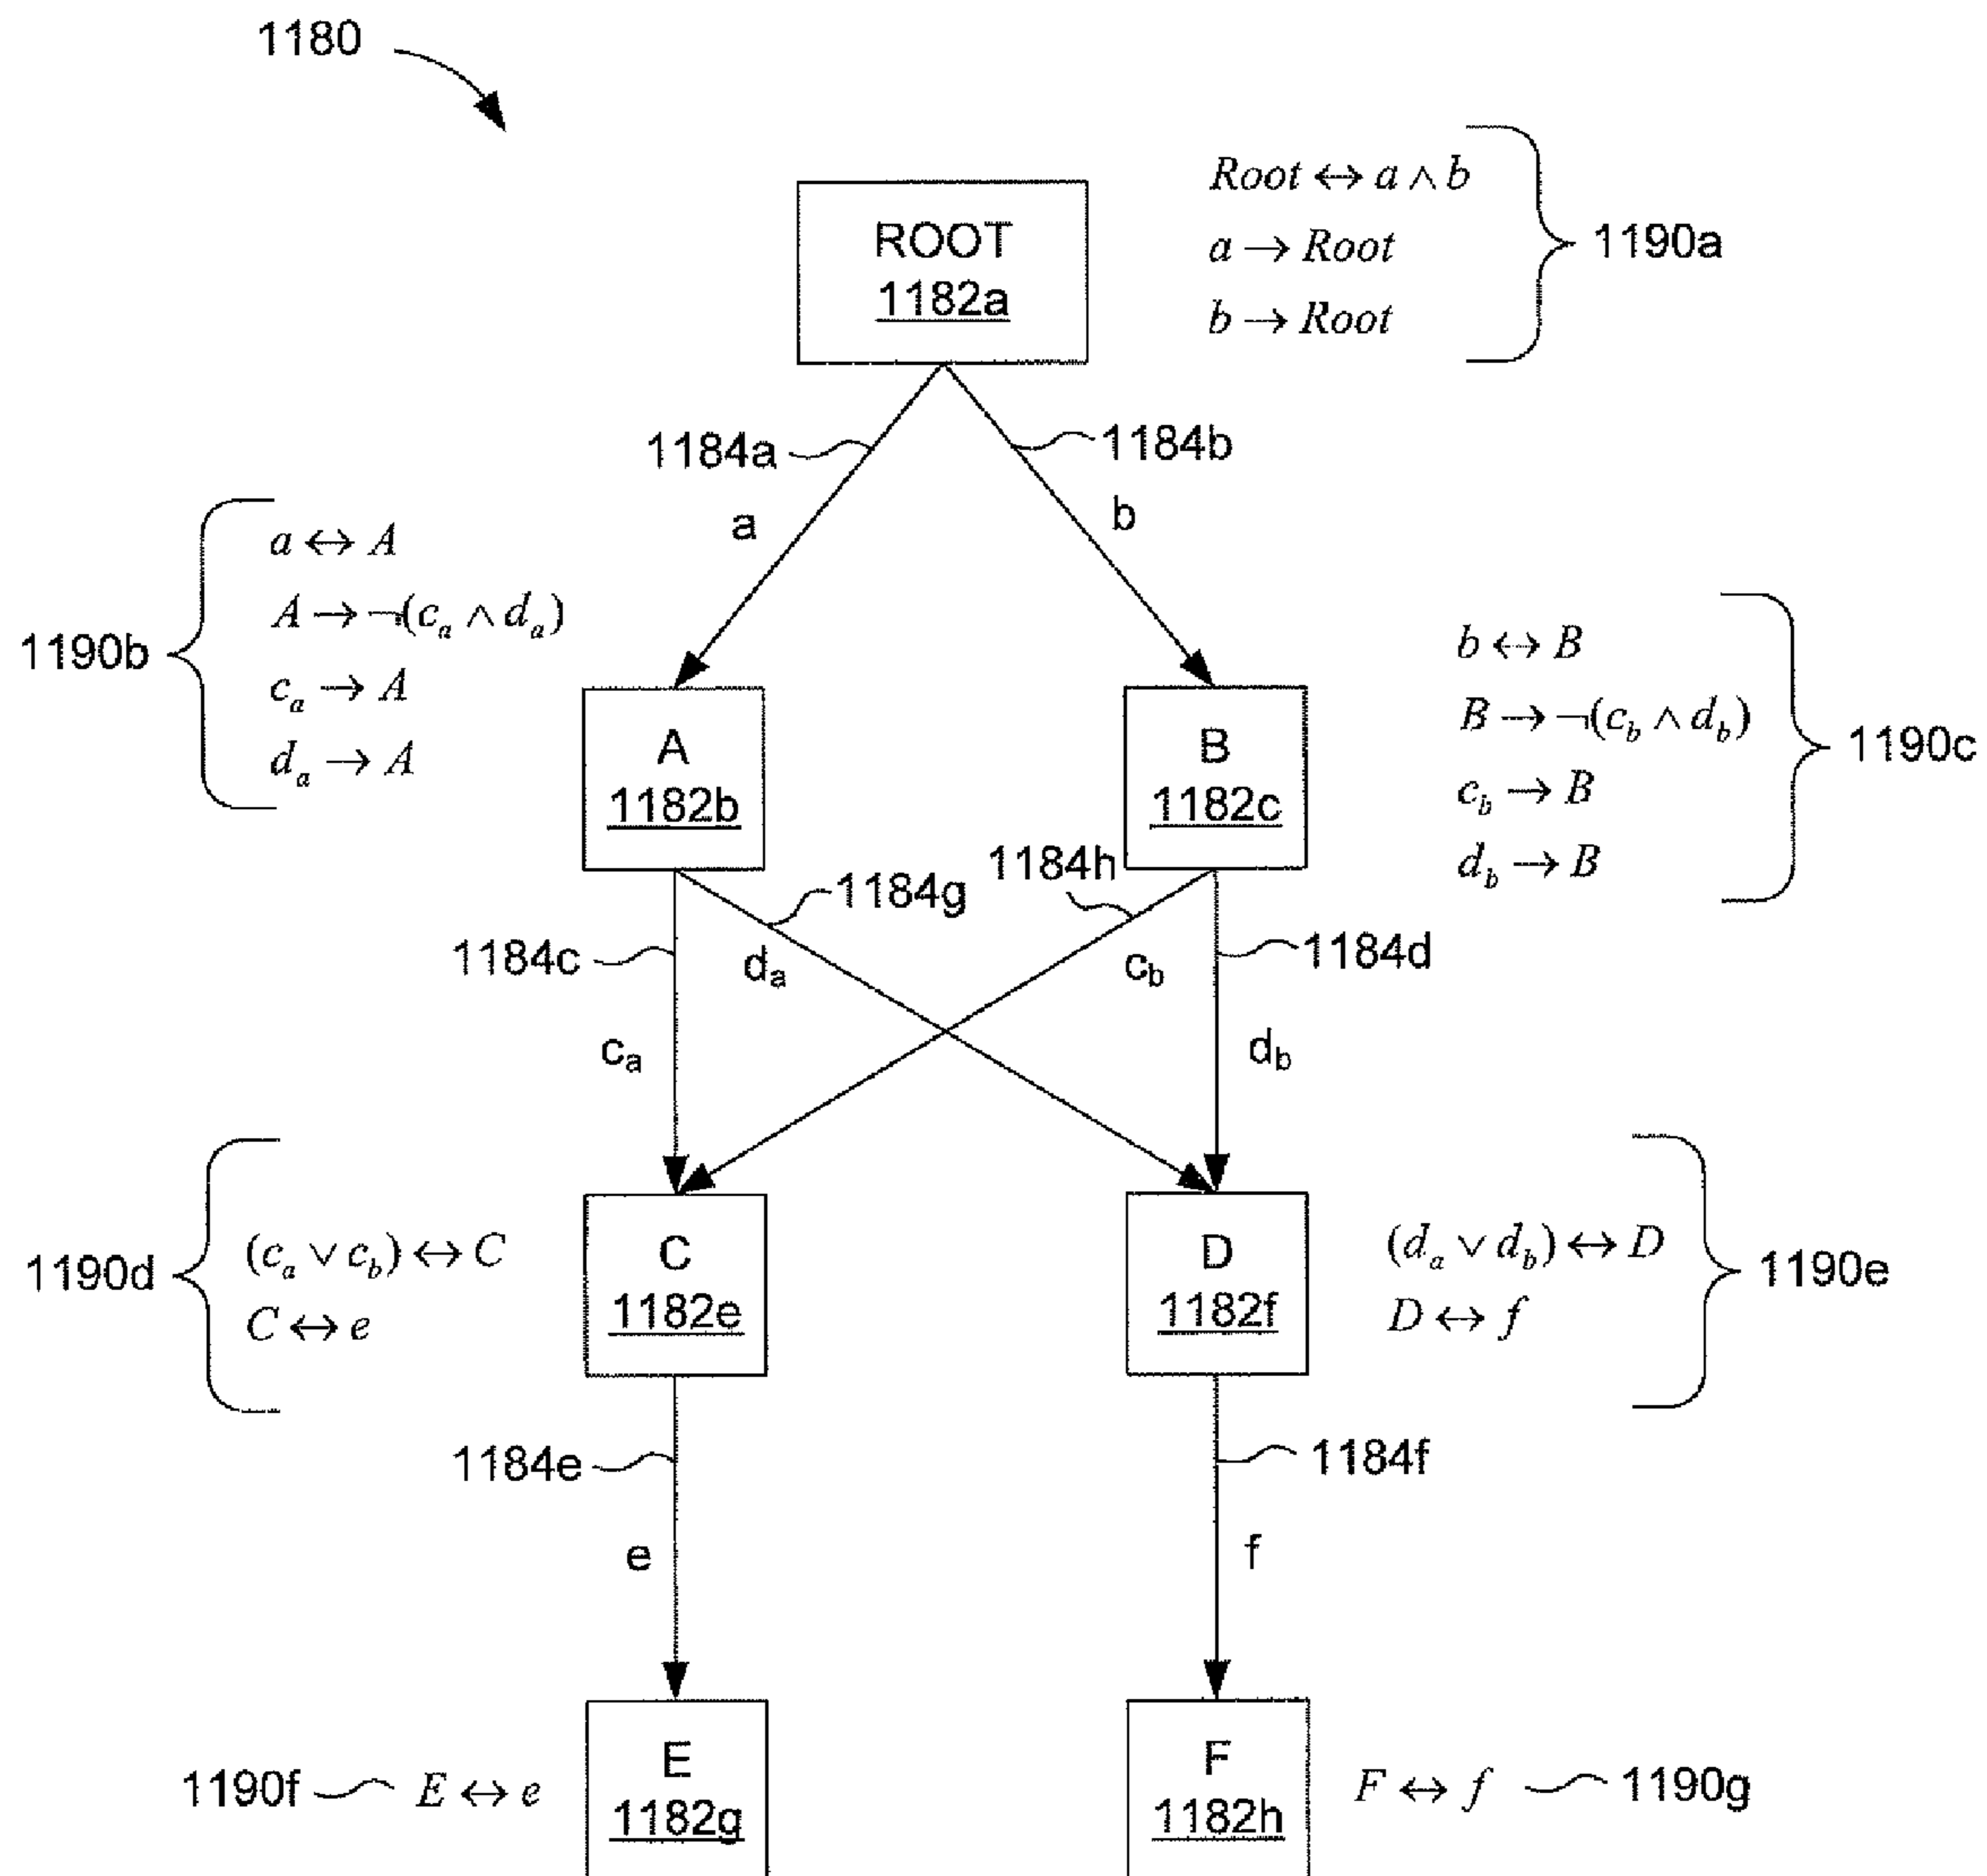 1180
Root ↔ a ∧ b
a → Root
b → Root
1190a
ROOT
1182a
1184a
1184b
a
b
1190b
a ↔ A
A → ¬(cₐ ∧ dₐ)
cₐ → A
dₐ → A
b ↔ B
B → ¬(c_b ∧ d_b)
c_b → B
d_b → B
1190c
A
1182b
B
1182c
1184g
1184h
1184c
dₐ
c_b
1184d
cₐ
d_b
1190d
(cₐ ∨ c_b) ↔ C
C ↔ e
C
1182e
D
1182f
(dₐ ∨ d_b) ↔ D
D ↔ f
1190e
1184e
1184f
e
f
1190f
E ↔ e
E
1182g
F
1182h
F ↔ f
1190g